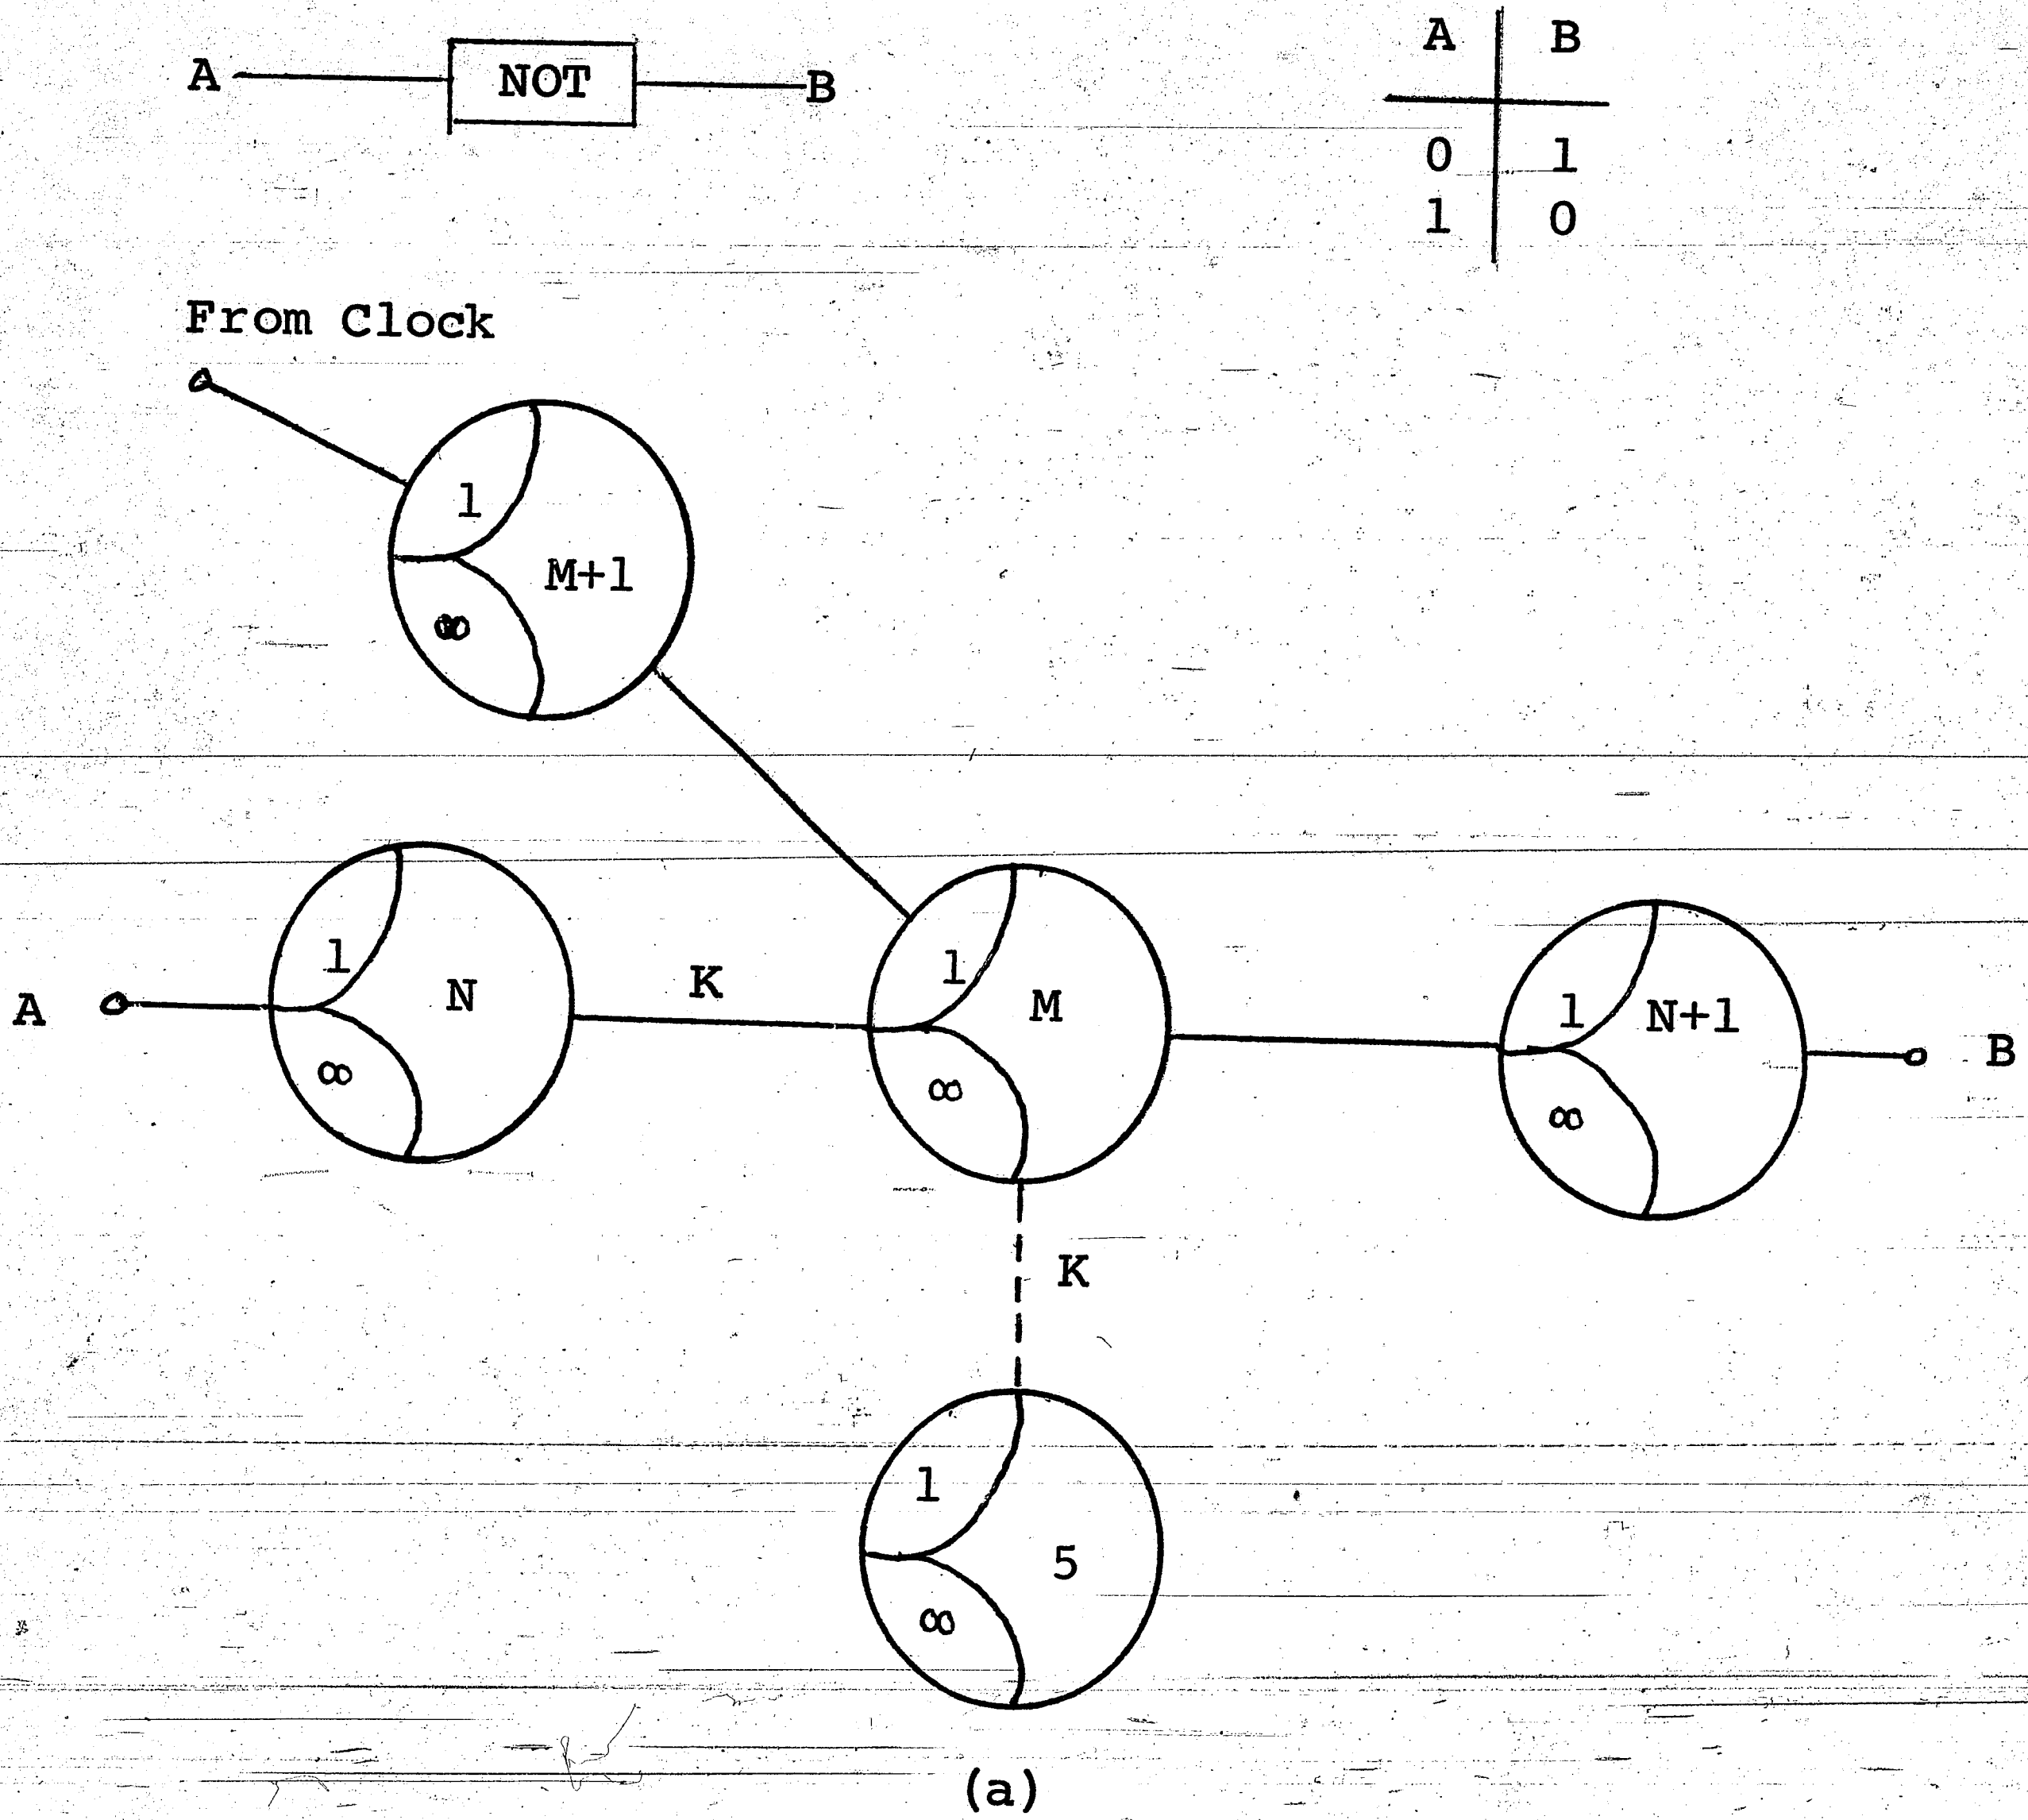 A NOT B
A B
0 1
1 0
From Clock
1
M+1
∞
A 1 N ∞ K 1 M ∞ 1 N+1 ∞ B
K
1
5
∞
(a)